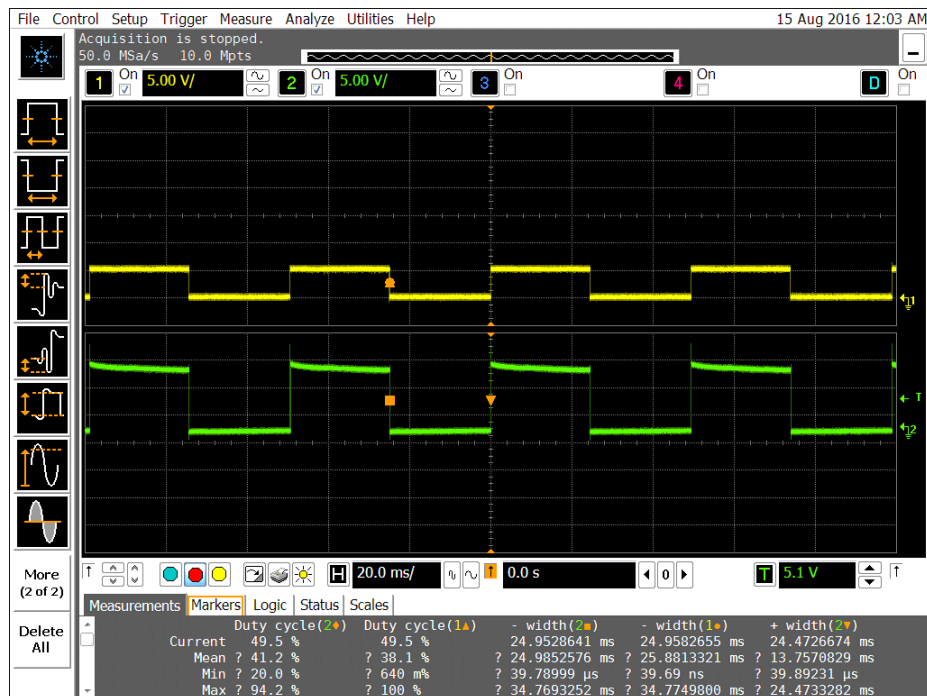 File Control Setup Trigger Measure Analyze Utilities Help 15 Aug 2016 12:03 AM
Acquisition is stopped.
50.0 MSa/s 10.0 Mpts
1 On 5.00 V/ 2 On 5.00 V/ 3 On 4 On D On
1
T
2
More
(2 of 2)
Delete
All
H 20.0 ms/ 0.0 s 0 T 5.1 V
Measurements Markers Logic Status Scales
Duty cycle(2♦) Duty cycle(1▲) - width(2■) - width(1●) + width(2▼)
Current 49.5 % 49.5 % 24.9528641 ms 24.9582655 ms 24.4726674 ms
Mean ? 41.2 % ? 38.1 % ? 24.9852576 ms ? 25.8813321 ms ? 13.7570829 ms
Min ? 20.0 % ? 640 m% ? 39.78999 µs ? 39.69 ns ? 39.89231 µs
Max ? 94.2 % ? 100 % ? 34.7693252 ms ? 34.7749800 ms ? 24.4733282 ms